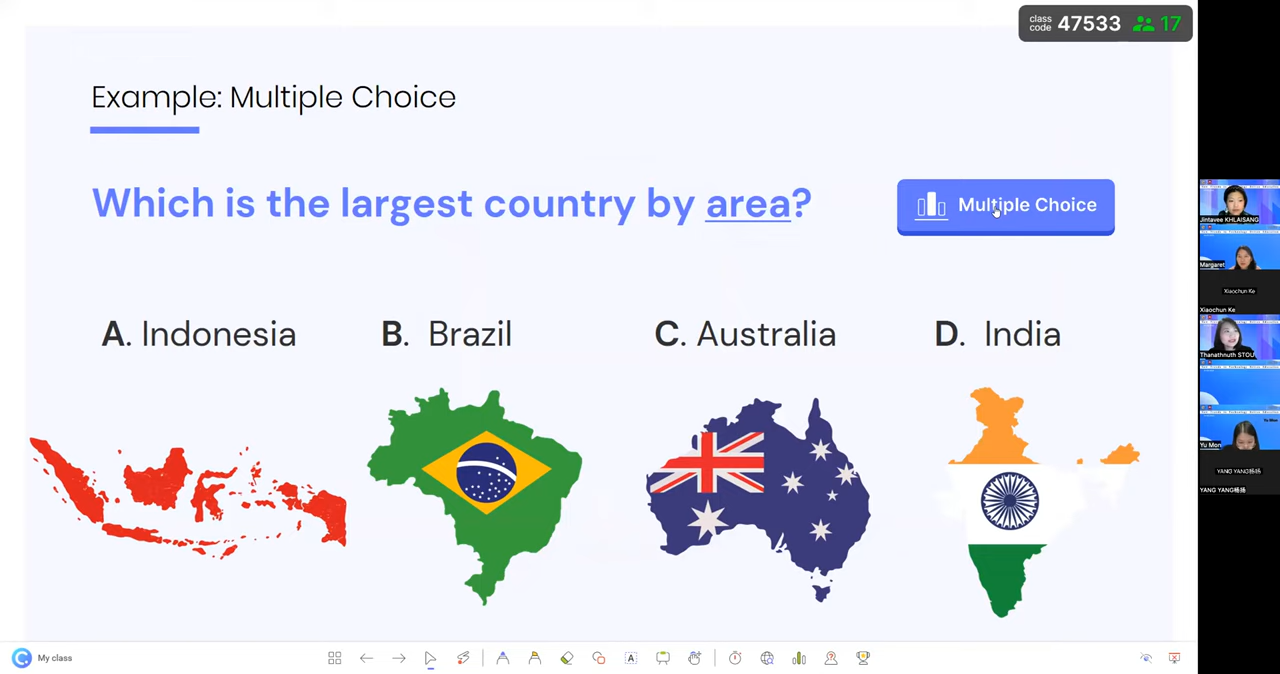 class code 47533 17
Example: Multiple Choice
Which is the largest country by area?
Multiple Choice
A. Indonesia
B. Brazil
C. Australia
D. India
Jintavee KHLAISANG
Margaret
Xiaochun Ke
Xiaochun Ke
Thanathnuth STOU
Yu Mon
Yu Mon
YANG YANG杨扬
YANG YANG杨扬
My class